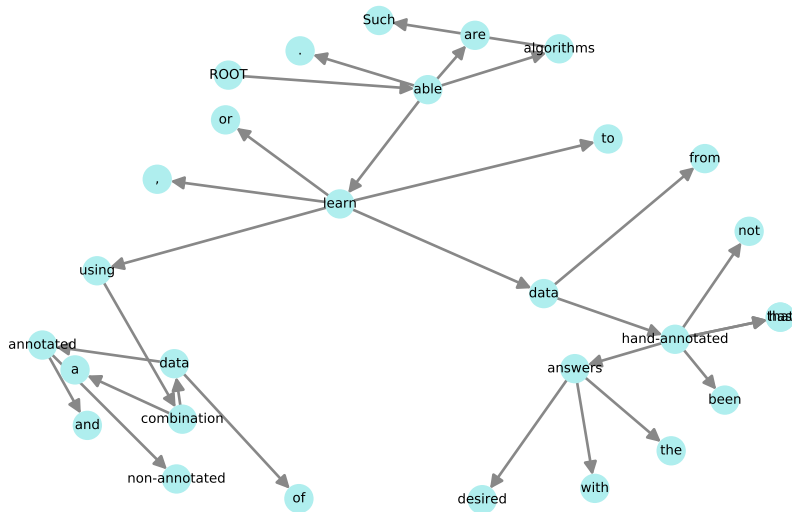 Such
are
algorithms
.
ROOT
able
or
to
from
,
learn
not
using
data
hand-annotated
annotated
a
data
answers
been
combination
and
the
non-annotated
with
of
desired